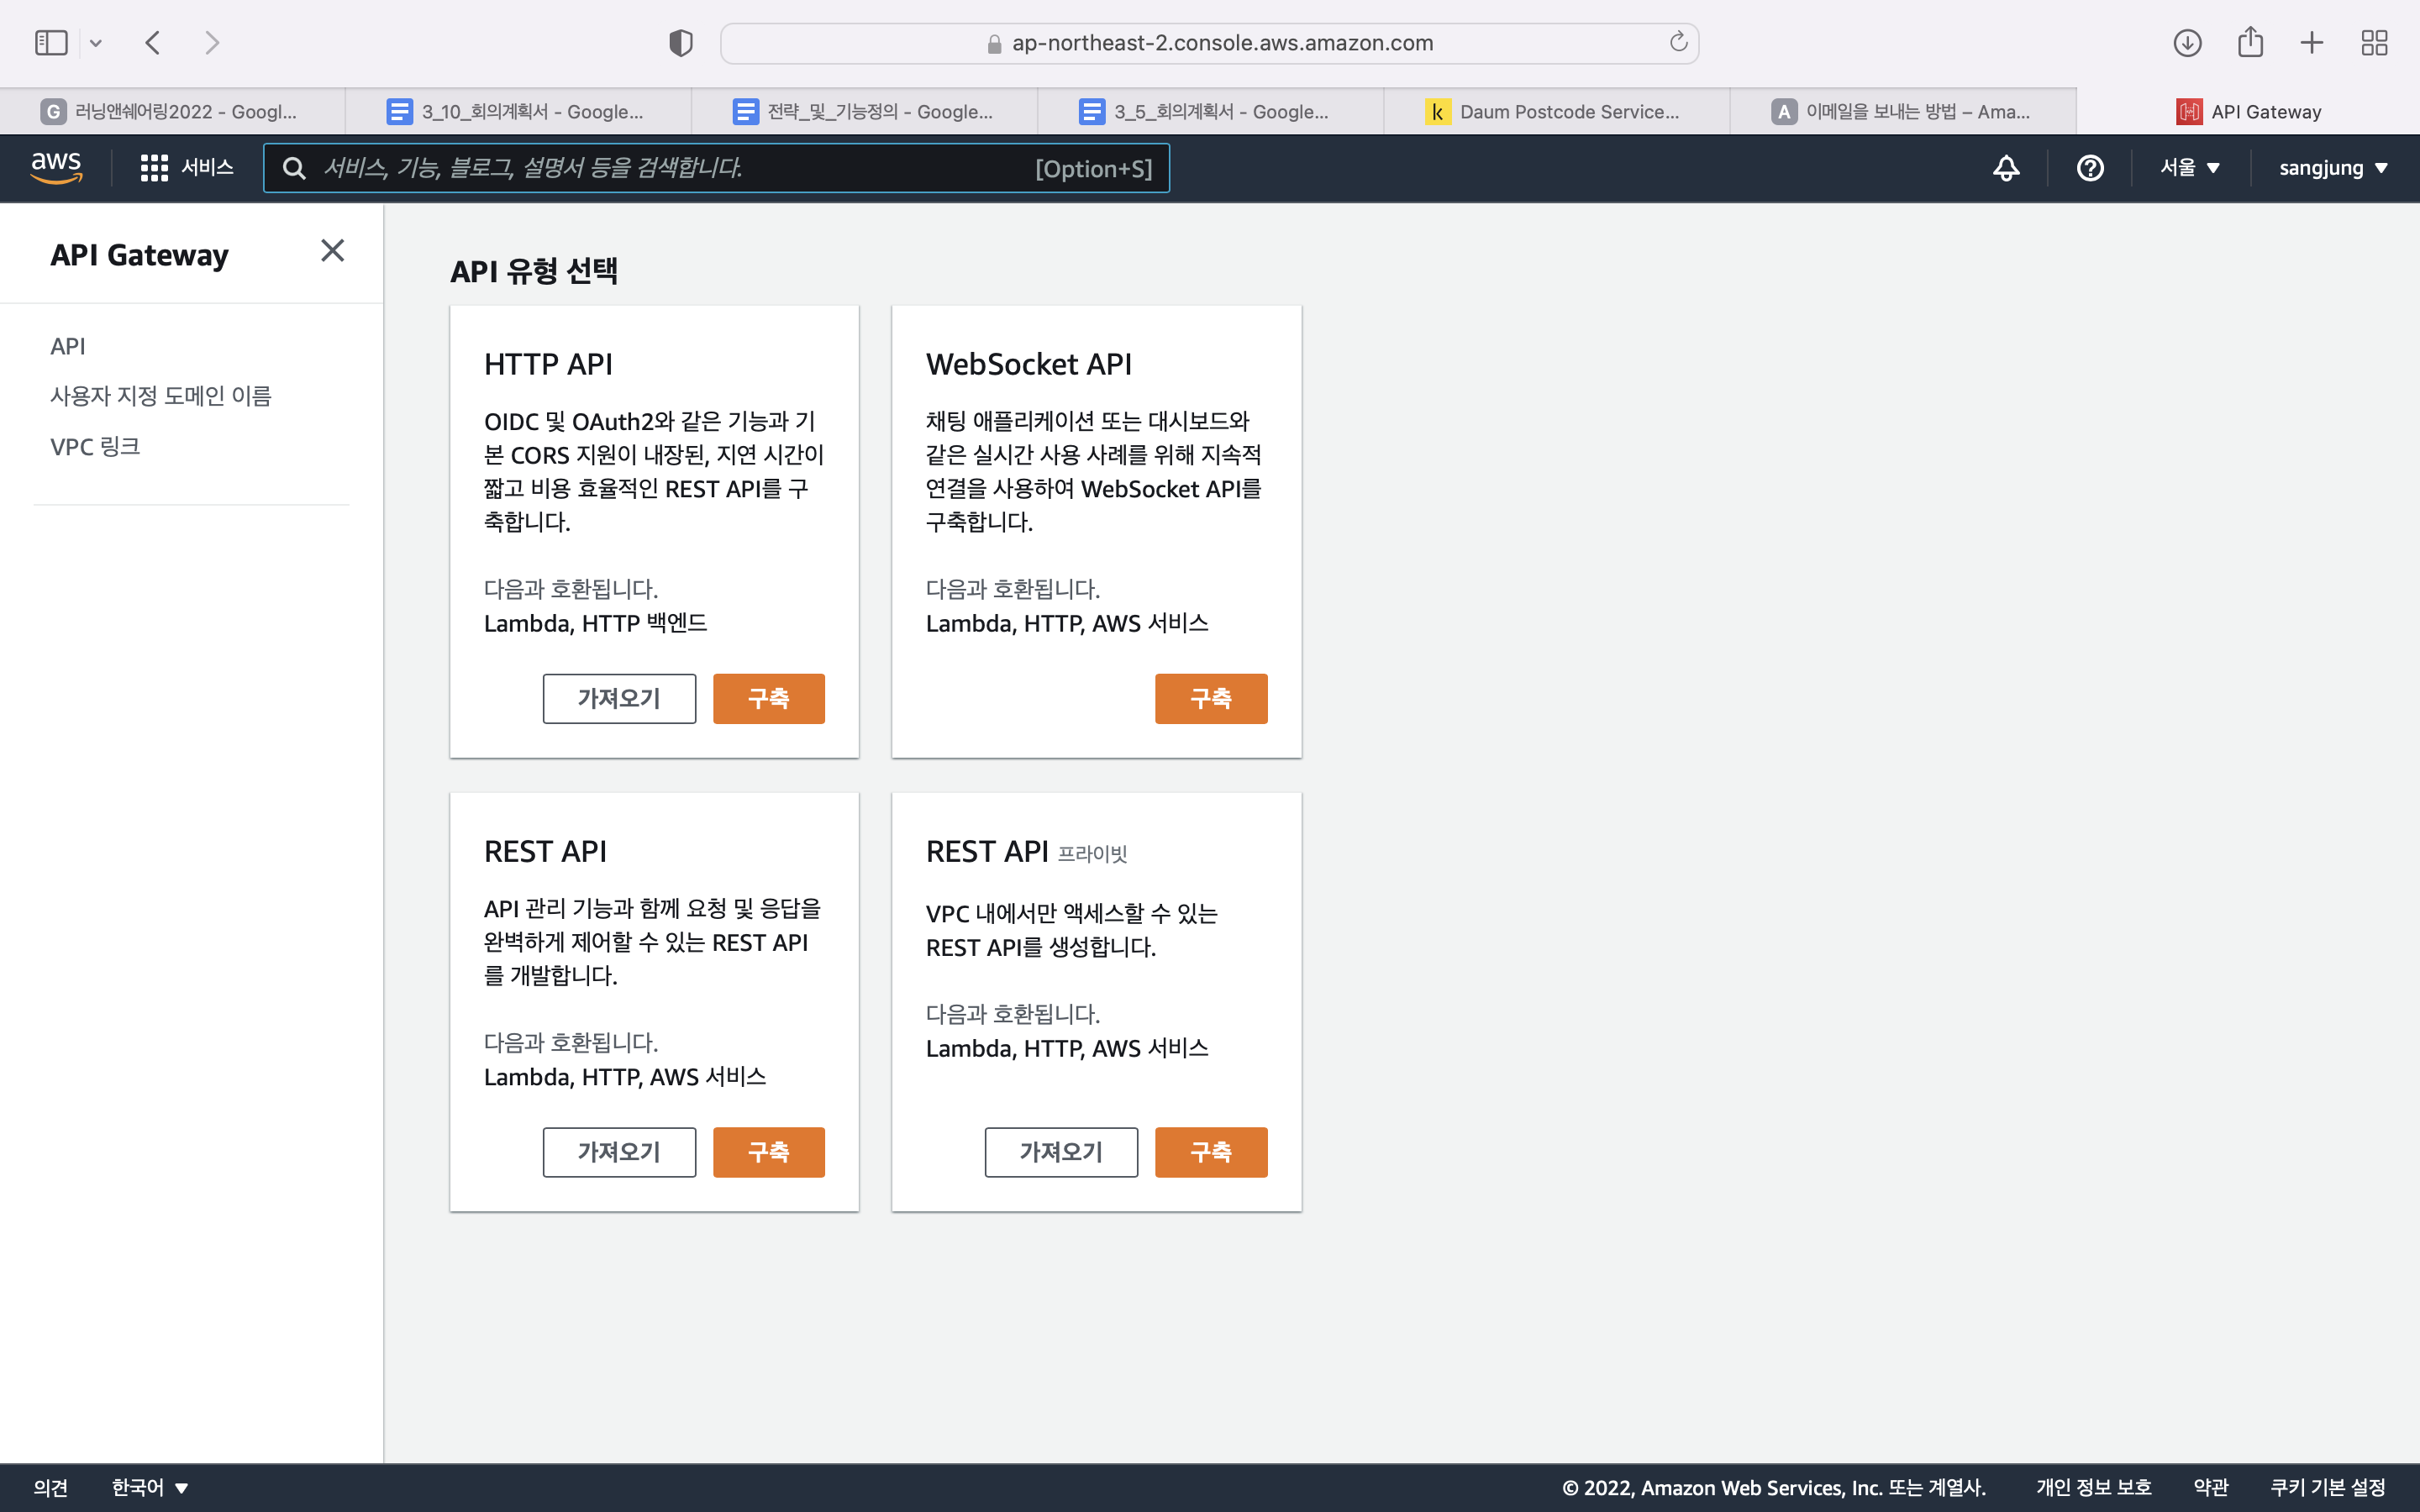 ap-northeast-2.console.aws.amazon.com
G 러닝앤쉐어링2022 - Googl...
3_10_회의계획서 - Google...
전략_및_기능정의 - Google...
3_5_회의계획서 - Google...
k Daum Postcode Service...
A 이메일을 보내는 방법 – Ama...
API Gateway
aws
서비스
서비스, 기능, 블로그, 설명서 등을 검색합니다.
[Option+S]
서울 ▼
sangjung ▼
API Gateway
API
사용자 지정 도메인 이름
VPC 링크
API 유형 선택
HTTP API
OIDC 및 OAuth2와 같은 기능과 기
본 CORS 지원이 내장된, 지연 시간이
짧고 비용 효율적인 REST API를 구
축합니다.
다음과 호환됩니다.
Lambda, HTTP 백엔드
가져오기
구축
WebSocket API
채팅 애플리케이션 또는 대시보드와
같은 실시간 사용 사례를 위해 지속적
연결을 사용하여 WebSocket API를
구축합니다.
다음과 호환됩니다.
Lambda, HTTP, AWS 서비스
구축
REST API
API 관리 기능과 함께 요청 및 응답을
완벽하게 제어할 수 있는 REST API
를 개발합니다.
다음과 호환됩니다.
Lambda, HTTP, AWS 서비스
가져오기
구축
REST API 프라이빗
VPC 내에서만 액세스할 수 있는
REST API를 생성합니다.
다음과 호환됩니다.
Lambda, HTTP, AWS 서비스
가져오기
구축
의견
한국어 ▼
© 2022, Amazon Web Services, Inc. 또는 계열사.
개인 정보 보호
약관
쿠키 기본 설정